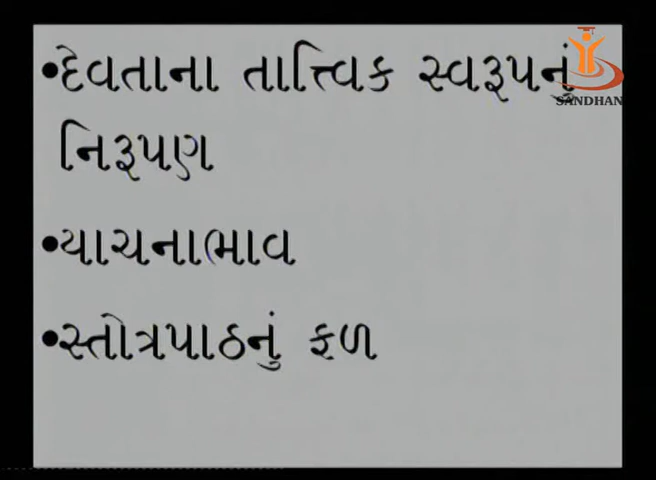 •દેવતાના તાત્ત્વિક સ્વરૂપનું
SANDHAN
નિરૂપણ
•યાચનાભાવ
•સ્તોત્રપાઠનું ફળ